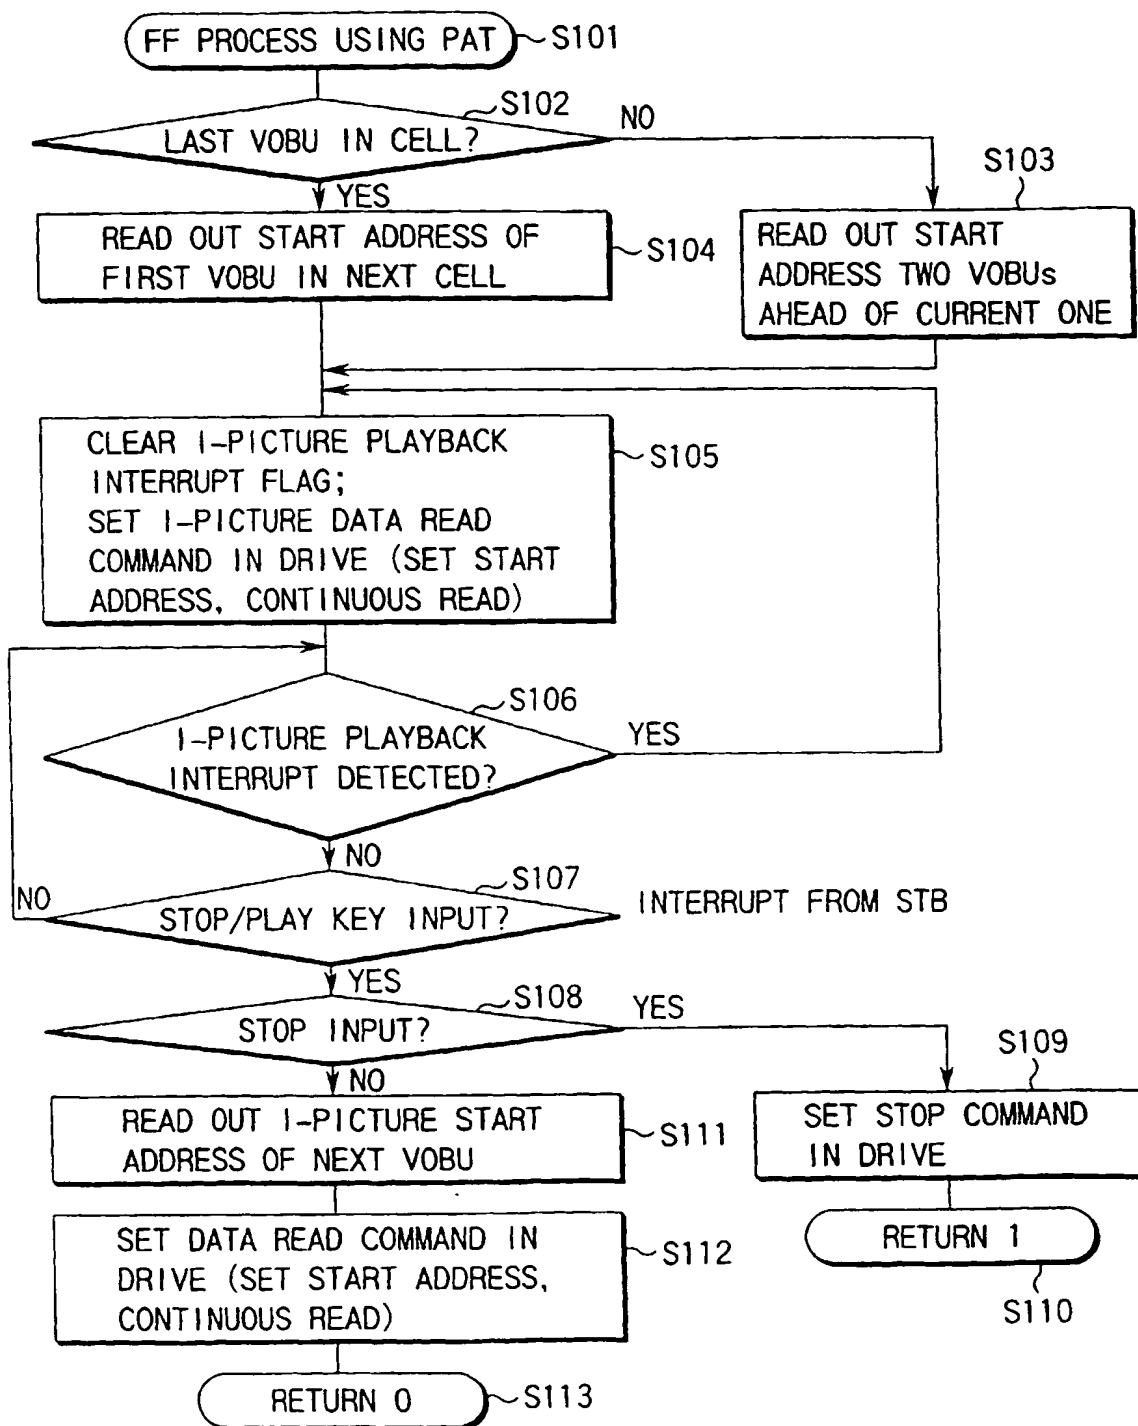 FF PROCESS USING PAT
S101
S102
LAST VOBU IN CELL?
NO
YES
S103
READ OUT START
ADDRESS TWO VOBUs
AHEAD OF CURRENT ONE
READ OUT START ADDRESS OF
FIRST VOBU IN NEXT CELL
S104
CLEAR I-PICTURE PLAYBACK
INTERRUPT FLAG;
SET I-PICTURE DATA READ
COMMAND IN DRIVE (SET START
ADDRESS, CONTINUOUS READ)
S105
S106
I-PICTURE PLAYBACK
INTERRUPT DETECTED?
YES
NO
S107
NO
STOP/PLAY KEY INPUT?
INTERRUPT FROM STB
YES
S108
STOP INPUT?
YES
NO
S109
SET STOP COMMAND
IN DRIVE
READ OUT I-PICTURE START
ADDRESS OF NEXT VOBU
S111
RETURN 1
S110
SET DATA READ COMMAND IN
DRIVE (SET START ADDRESS,
CONTINUOUS READ)
S112
RETURN 0
S113